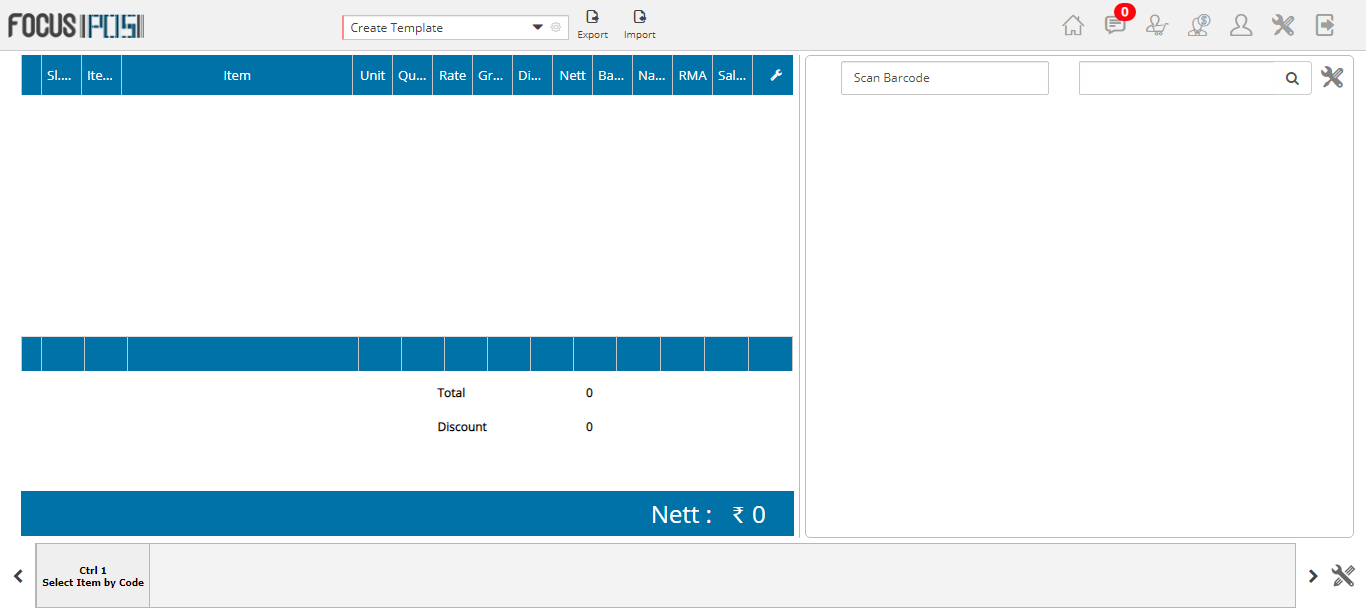 FOCUS POS
Create Template
Export
Import
0
Sl....
Ite...
Item
Unit
Qu...
Rate
Gr...
Di...
Nett
Ba...
Na...
RMA
Sal...
Scan Barcode
Total 0
Discount 0
Nett : ₹ 0
Ctrl 1
Select Item by Code